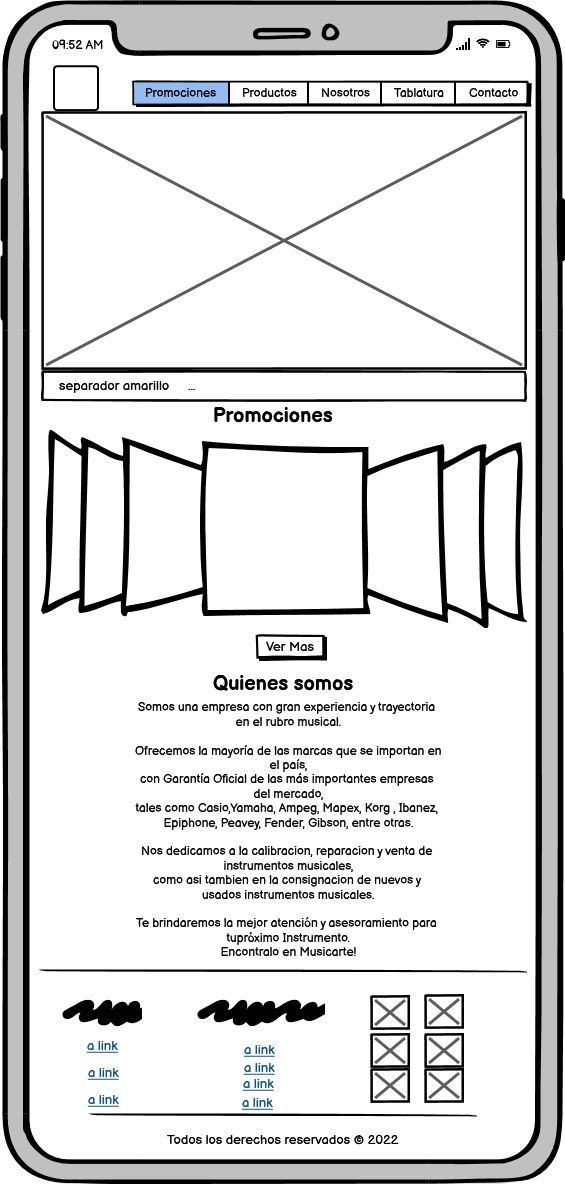 09:52 AM
Promociones Productos Nosotros Tablatura Contacto
separador amarillo ...
Promociones
Ver Mas
Quienes somos
Somos una empresa con gran experiencia y trayectoria
en el rubro musical.
Ofrecemos la mayoría de las marcas que se importan en
el país,
con Garantía Oficial de las más importantes empresas
del mercado,
tales como Casio,Yamaha, Ampeg, Mapex, Korg , Ibanez,
Epiphone, Peavey, Fender, Gibson, entre otras.
Nos dedicamos a la calibracion, reparacion y venta de
instrumentos musicales,
como asi tambien en la consignacion de nuevos y
usados instrumentos musicales.
Te brindaremos la mejor atención y asesoramiento para
tupróximo Instrumento.
Encontralo en Musicarte!
a link
a link
a link
a link
a link
a link
a link
Todos los derechos reservados © 2022